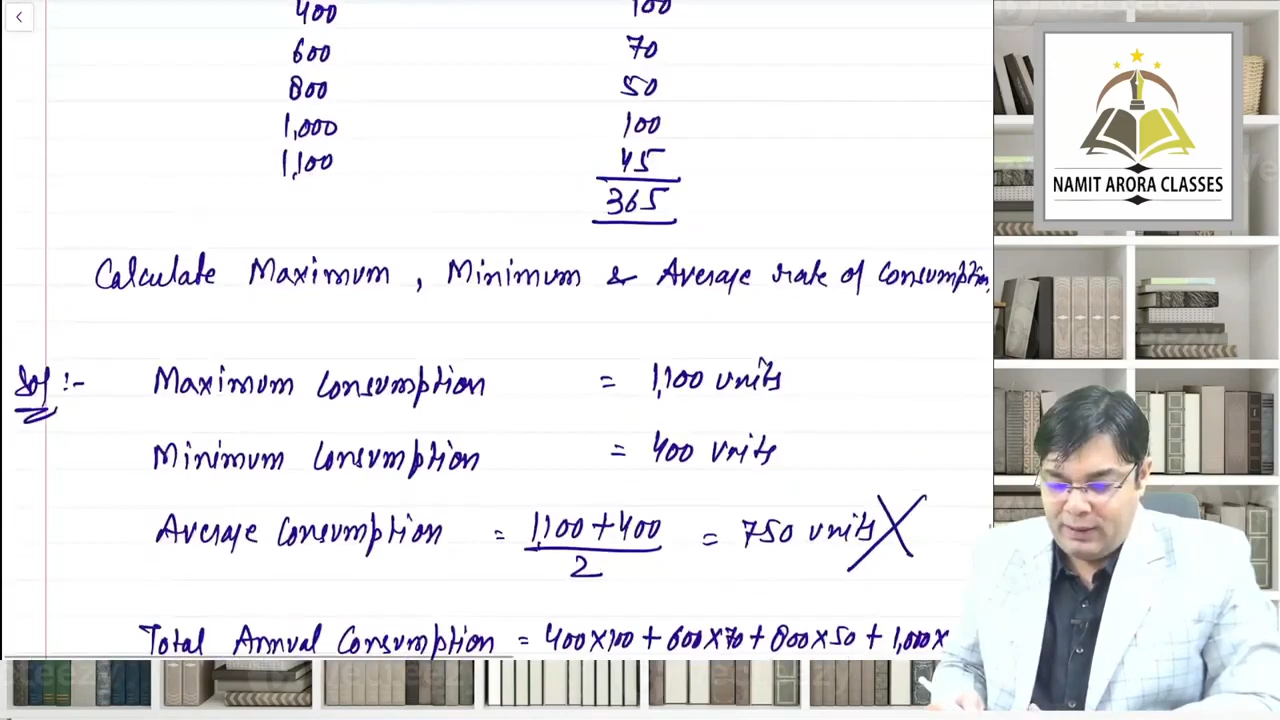 400 100
600 70
800 50
1,000 100
1,100 45
365
Calculate Maximum, Minimum & Average rate of Consumption.
Sol :- Maximum Consumption = 1,100 units
Minimum Consumption = 400 units
Average Consumption = 1,100 + 400 / 2 = 750 units X
Total Annual Consumption = 400 X 100 + 600 X 70 + 800 X 50 + 1,000 X
NAMIT ARORA CLASSES